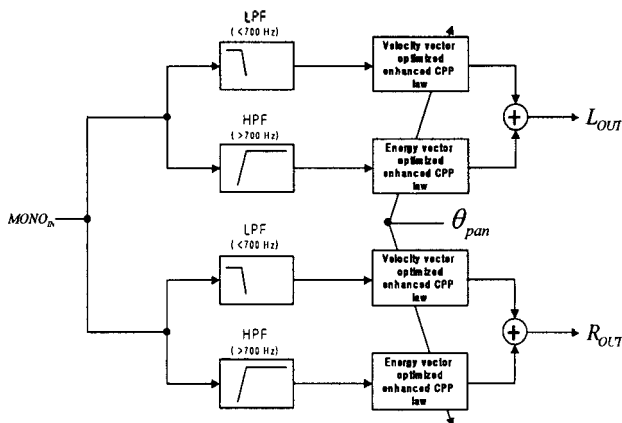 LPF
(<700 Hz)
Velocity vector
optimized
enhanced CPP
law
HPF
(>700 Hz)
Energy vector
optimized
enhanced CPP
law
L_OUT
MONO_IN
θ_pan
LPF
(<700 Hz)
Velocity vector
optimized
enhanced CPP
law
HPF
(>700 Hz)
Energy vector
optimized
enhanced CPP
law
R_OUT